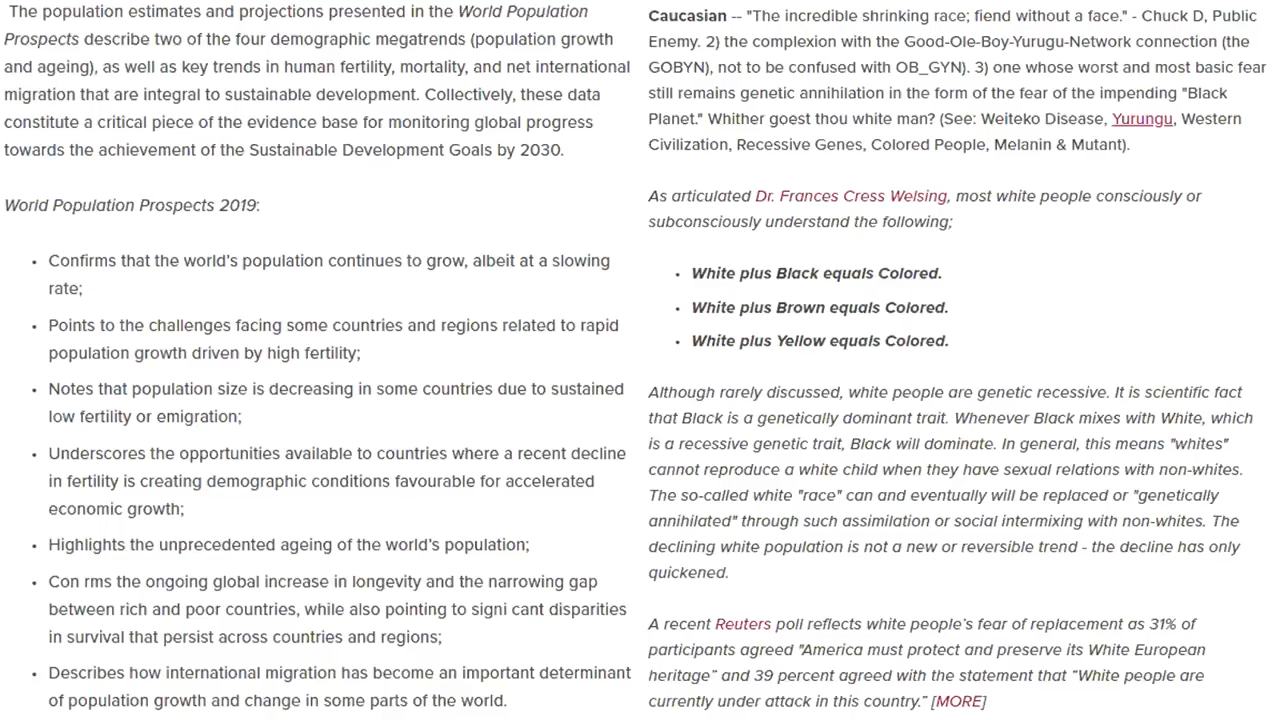 The population estimates and projections presented in the World Population
Prospects describe two of the four demographic megatrends (population growth
and ageing), as well as key trends in human fertility, mortality, and net international
migration that are integral to sustainable development. Collectively, these data
constitute a critical piece of the evidence base for monitoring global progress
towards the achievement of the Sustainable Development Goals by 2030.
World Population Prospects 2019:
• Confirms that the world's population continues to grow, albeit at a slowing
rate;
• Points to the challenges facing some countries and regions related to rapid
population growth driven by high fertility;
• Notes that population size is decreasing in some countries due to sustained
low fertility or emigration;
• Underscores the opportunities available to countries where a recent decline
in fertility is creating demographic conditions favourable for accelerated
economic growth;
• Highlights the unprecedented ageing of the world's population;
• Con rms the ongoing global increase in longevity and the narrowing gap
between rich and poor countries, while also pointing to signi cant disparities
in survival that persist across countries and regions;
• Describes how international migration has become an important determinant
of population growth and change in some parts of the world.
Caucasian -- "The incredible shrinking race; fiend without a face." - Chuck D, Public
Enemy. 2) the complexion with the Good-Ole-Boy-Yurugu-Network connection (the
GOBYN), not to be confused with OB_GYN). 3) one whose worst and most basic fear
still remains genetic annihilation in the form of the fear of the impending "Black
Planet." Whither goest thou white man? (See: Weiteko Disease, Yurungu, Western
Civilization, Recessive Genes, Colored People, Melanin & Mutant).
As articulated Dr. Frances Cress Welsing, most white people consciously or
subconsciously understand the following;
• White plus Black equals Colored.
• White plus Brown equals Colored.
• White plus Yellow equals Colored.
Although rarely discussed, white people are genetic recessive. It is scientific fact
that Black is a genetically dominant trait. Whenever Black mixes with White, which
is a recessive genetic trait, Black will dominate. In general, this means "whites"
cannot reproduce a white child when they have sexual relations with non-whites.
The so-called white "race" can and eventually will be replaced or "genetically
annihilated" through such assimilation or social intermixing with non-whites. The
declining white population is not a new or reversible trend - the decline has only
quickened.
A recent Reuters poll reflects white people's fear of replacement as 31% of
participants agreed "America must protect and preserve its White European
heritage" and 39 percent agreed with the statement that "White people are
currently under attack in this country." [MORE]